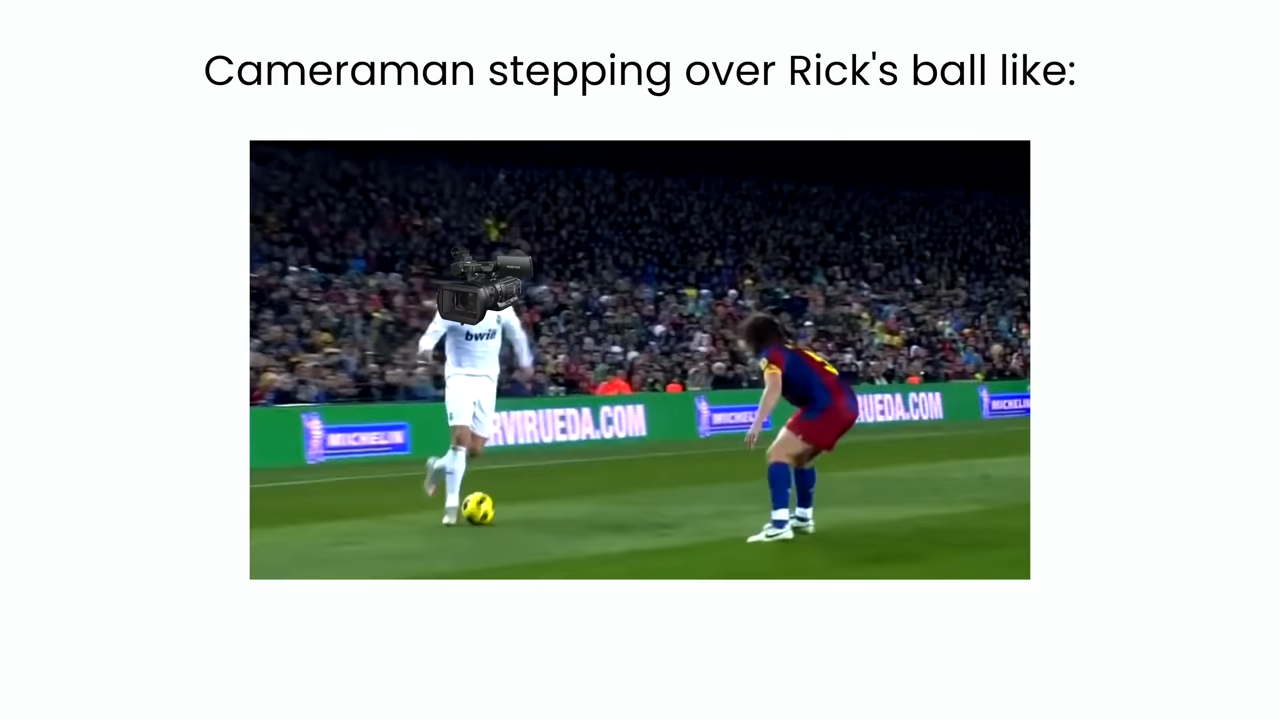 Cameraman stepping over Rick's ball like:
bwin
MICHELIN
RVIRUEDA.COM
MICHELIN
RUEDA.COM
MICHELIN